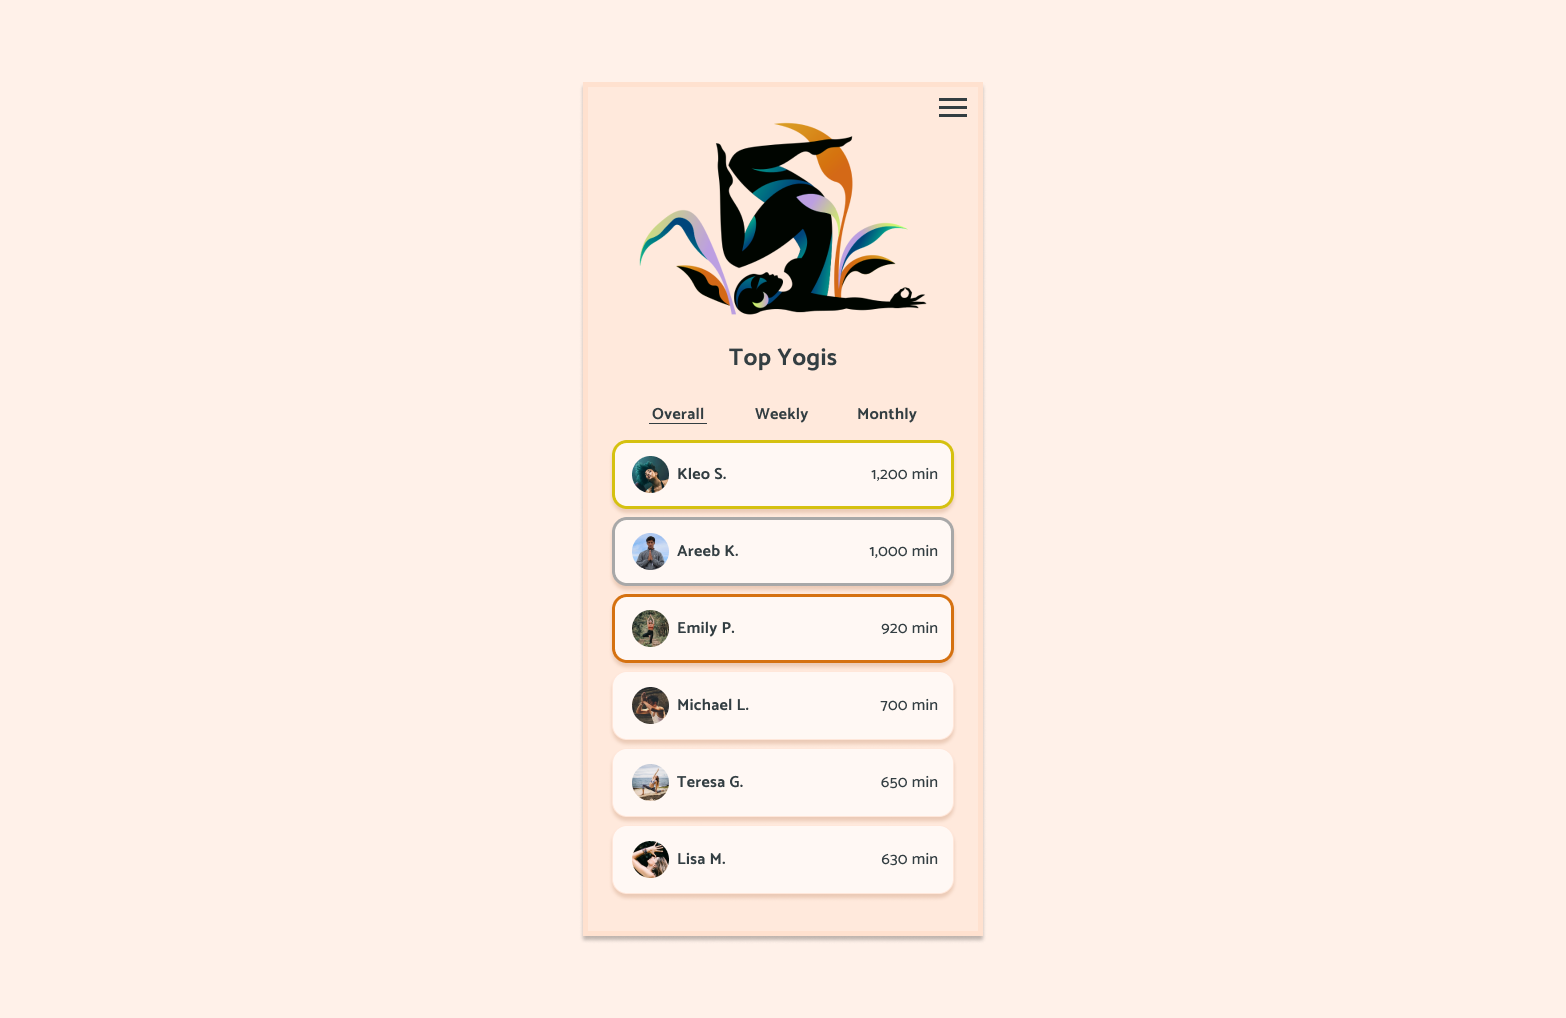 Top Yogis
Overall Weekly Monthly
Kleo S. 1,200 min
Areeb K. 1,000 min
Emily P. 920 min
Michael L. 700 min
Teresa G. 650 min
Lisa M. 630 min